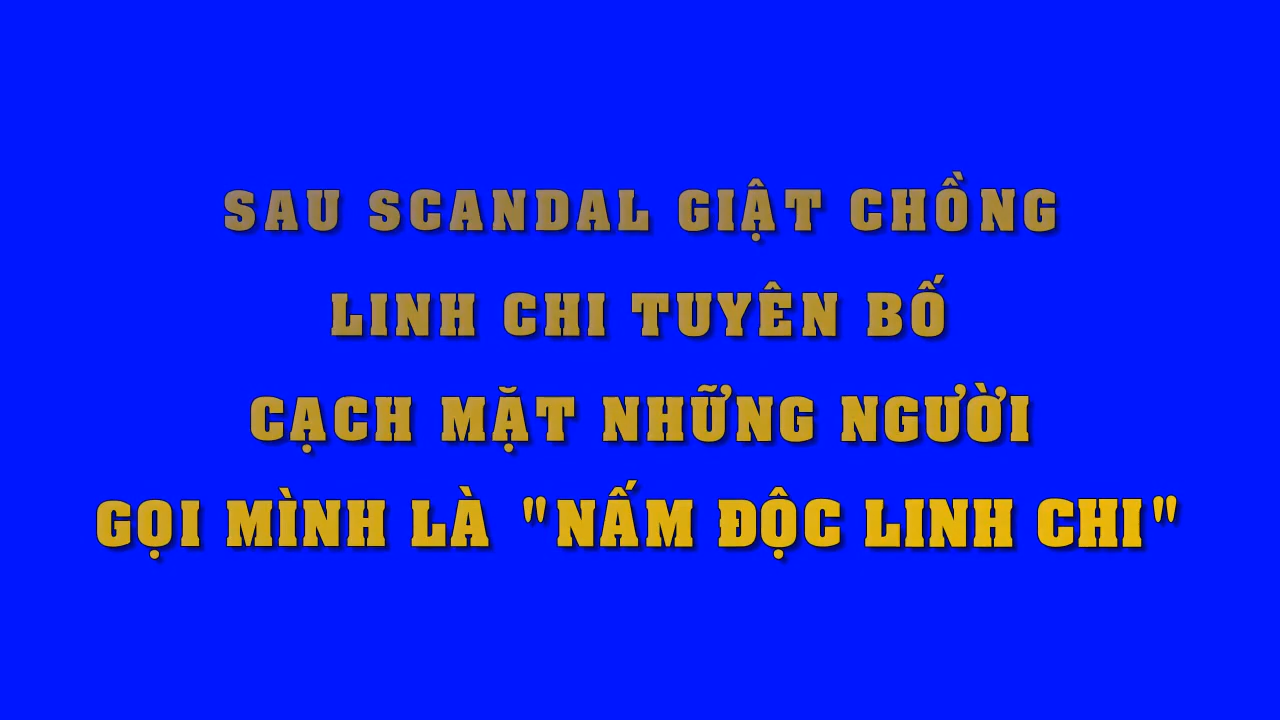 SAU SCANDAL GIẬT CHỒNG
LINH CHI TUYÊN BỐ
CẠCH MẶT NHỮNG NGƯỜI
GỌI MÌNH LÀ "NẤM ĐỘC LINH CHI"